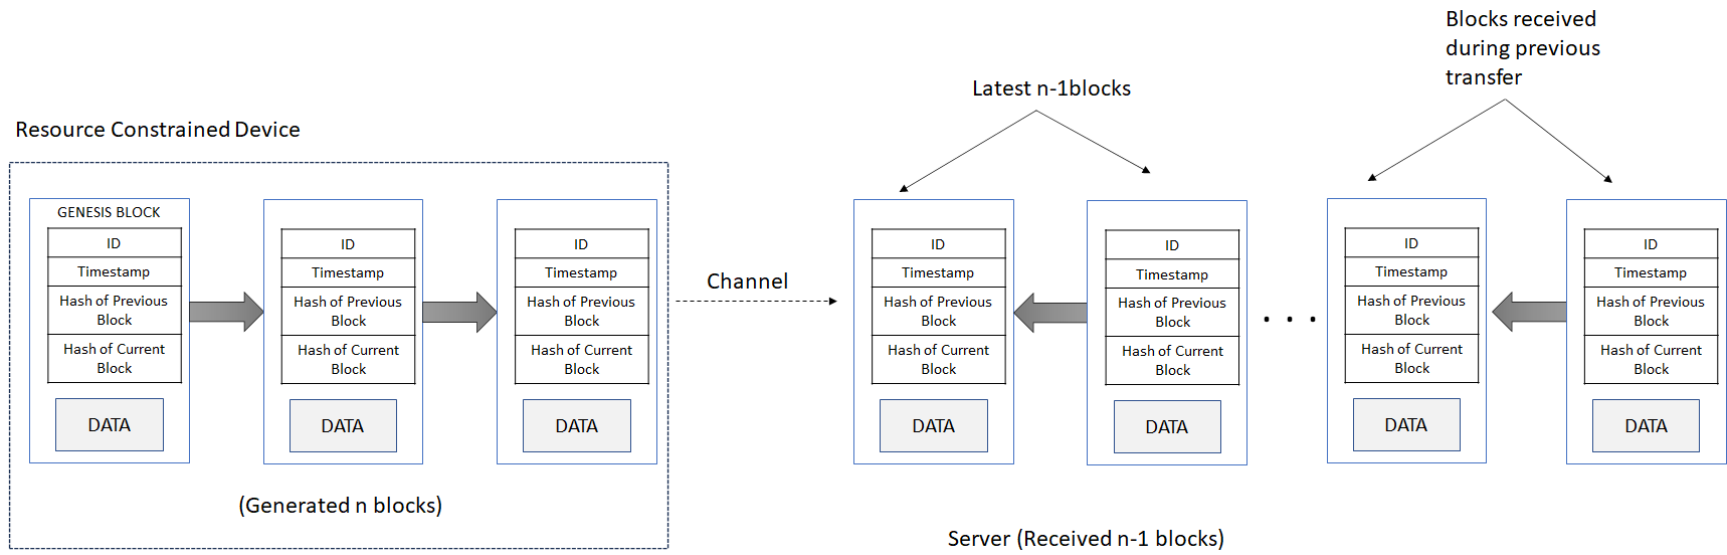 Blocks received
during previous
transfer
Latest n-1blocks
Resource Constrained Device
GENESIS BLOCK
ID
Timestamp
Hash of Previous
Block
Hash of Current
Block
DATA
ID
Timestamp
Hash of Previous
Block
Hash of Current
Block
DATA
ID
Timestamp
Hash of Previous
Block
Hash of Current
Block
DATA
(Generated n blocks)
Channel
ID
Timestamp
Hash of Previous
Block
Hash of Current
Block
DATA
ID
Timestamp
Hash of Previous
Block
Hash of Current
Block
DATA
. . .
ID
Timestamp
Hash of Previous
Block
Hash of Current
Block
DATA
ID
Timestamp
Hash of Previous
Block
Hash of Current
Block
DATA
Server (Received n-1 blocks)